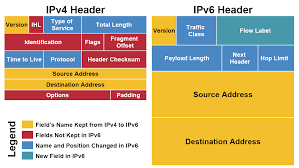 IPv4 Header
Version IHL Type of Service Total Length
Identification Flags Fragment Offset
Time to Live Protocol Header Checksum
Source Address
Destination Address
Options Padding
IPv6 Header
Version Traffic Class Flow Label
Payload Length Next Header Hop Limit
Source Address
Destination Address
Legend
Field's Name Kept from IPv4 to IPv6
Fields Not Kept in IPv6
Name and Position Changed in IPv6
New Field in IPv6